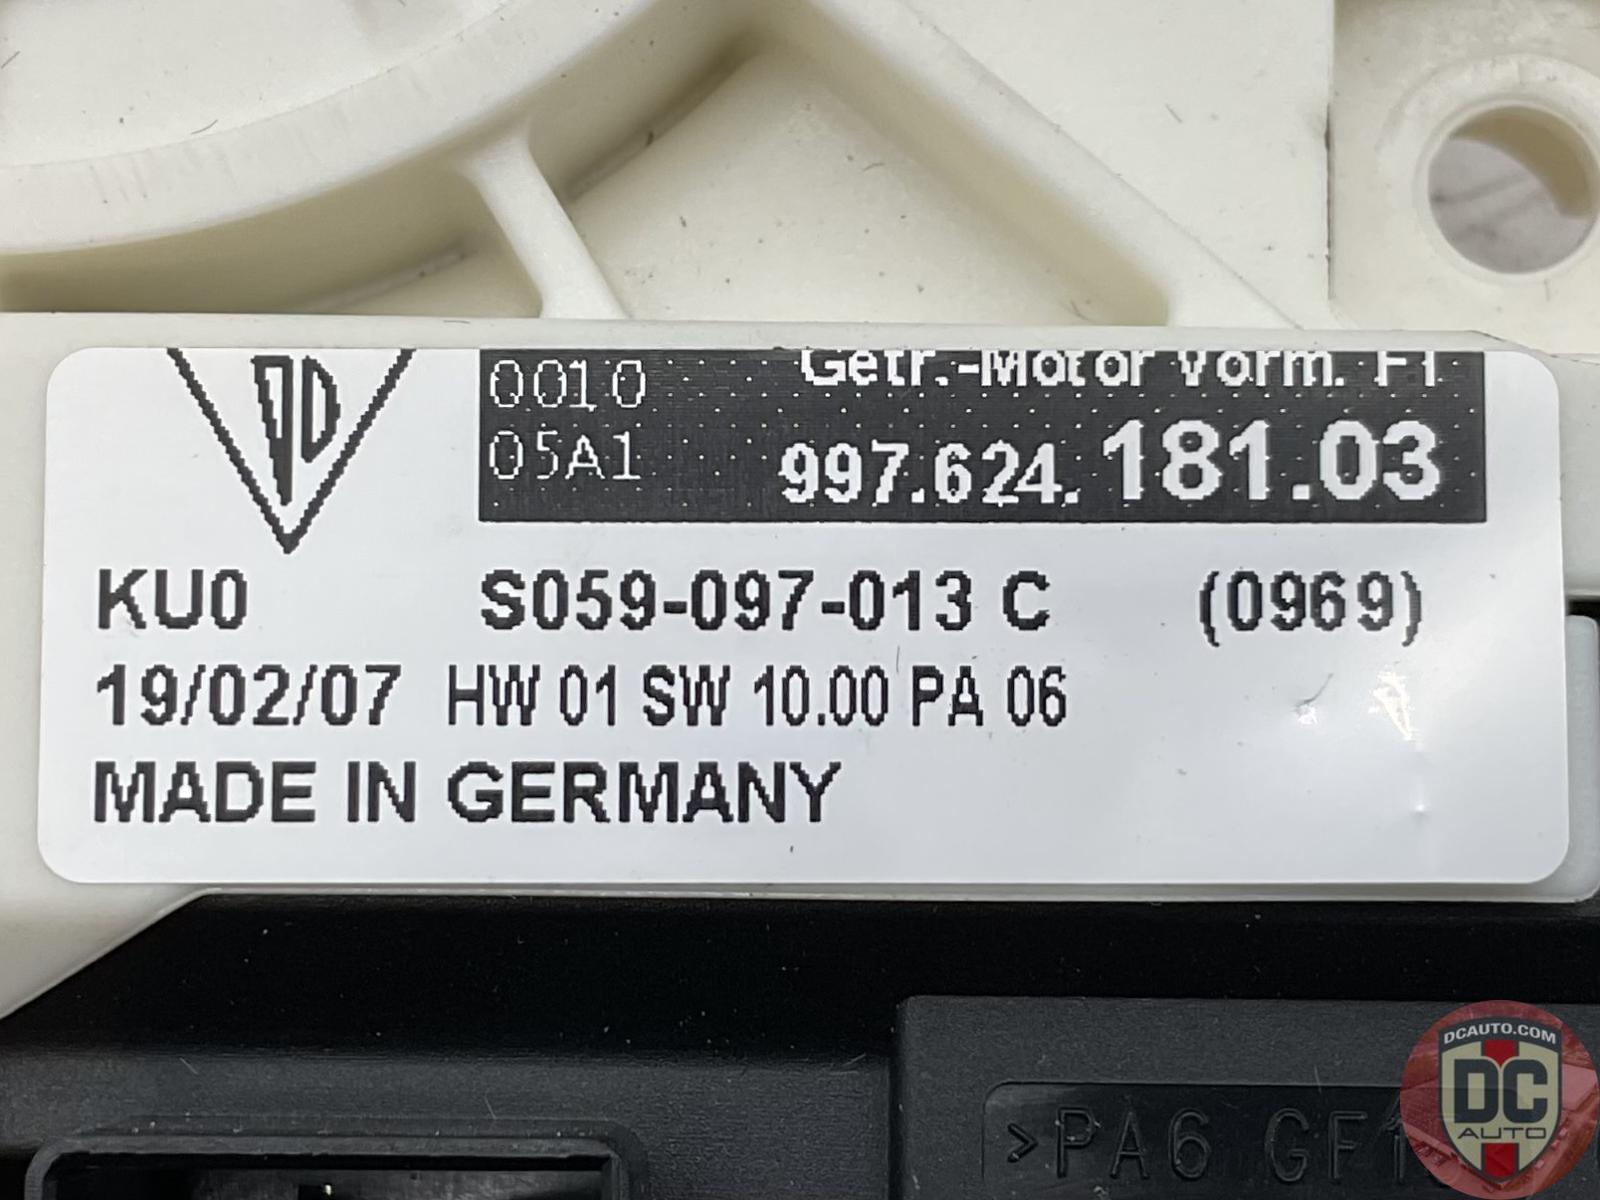 0010 Getr.-Motor Vorm. FT
05A1 997.624.181.03
KU0 S059-097-013 C (0969)
19/02/07 HW 01 SW 10.00 PA 06
MADE IN GERMANY
>PA6 GF1
DCAUTO.COM
DC
AUTO